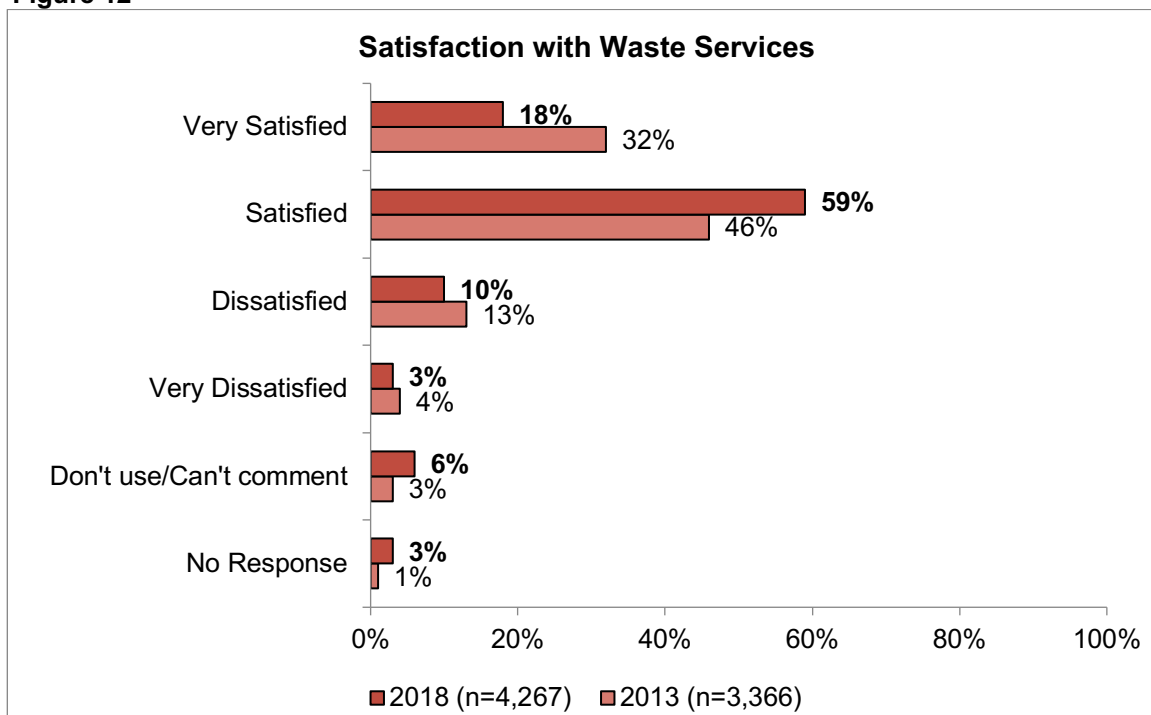 Satisfaction with Waste Services
Very Satisfied
18%
32%
Satisfied
59%
46%
Dissatisfied
10%
13%
Very Dissatisfied
3%
4%
Don't use/Can't comment
6%
3%
No Response
3%
1%
0% 20% 40% 60% 80% 100%
2018 (n=4,267) 2013 (n=3,366)